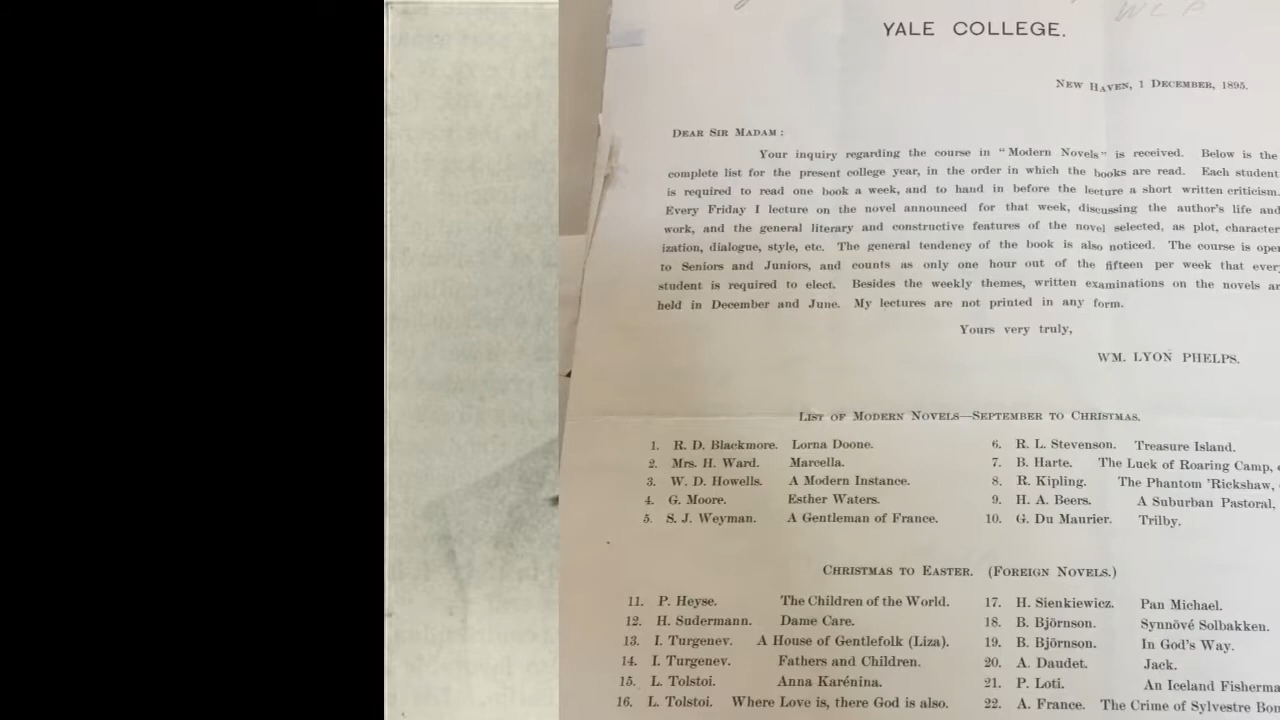 W L P
YALE COLLEGE.
NEW HAVEN, 1 DECEMBER, 1895.
DEAR SIR MADAM :
Your inquiry regarding the course in “Modern Novels” is received. Below is the
complete list for the present college year, in the order in which the books are read. Each student
is required to read one book a week, and to hand in before the lecture a short written criticism.
Every Friday I lecture on the novel announced for that week, discussing the author's life and
work, and the general literary and constructive features of the novel selected, as plot, character
ization, dialogue, style, etc. The general tendency of the book is also noticed. The course is ope
to Seniors and Juniors, and counts as only one hour out of the fifteen per week that ever
student is required to elect. Besides the weekly themes, written examinations on the novels ar
held in December and June. My lectures are not printed in any form.
Yours very truly,
WM. LYON PHELPS.
LIST OF MODERN NOVELS—SEPTEMBER TO CHRISTMAS.
1. R. D. Blackmore. Lorna Doone.
2. Mrs. H. Ward. Marcella.
3. W. D. Howells. A Modern Instance.
4. G. Moore. Esther Waters.
5. S. J. Weyman. A Gentleman of France.
6. R. L. Stevenson. Treasure Island.
7. B. Harte. The Luck of Roaring Camp,
8. R. Kipling. The Phantom 'Rickshaw,
9. H. A. Beers. A Suburban Pastoral,
10. G. Du Maurier. Trilby.
CHRISTMAS TO EASTER. (FOREIGN NOVELS.)
11. P. Heyse. The Children of the World.
12. H. Sudermann. Dame Care.
13. I. Turgenev. A House of Gentlefolk (Liza).
14. I. Turgenev. Fathers and Children.
15. L. Tolstoi. Anna Karénina.
16. L. Tolstoi. Where Love is, there God is also.
17. H. Sienkiewicz. Pan Michael.
18. B. Björnson. Synnövé Solbakken.
19. B. Björnson. In God's Way.
20. A. Daudet. Jack.
21. P. Loti. An Iceland Fisherma
22. A. France. The Crime of Sylvestre Bon